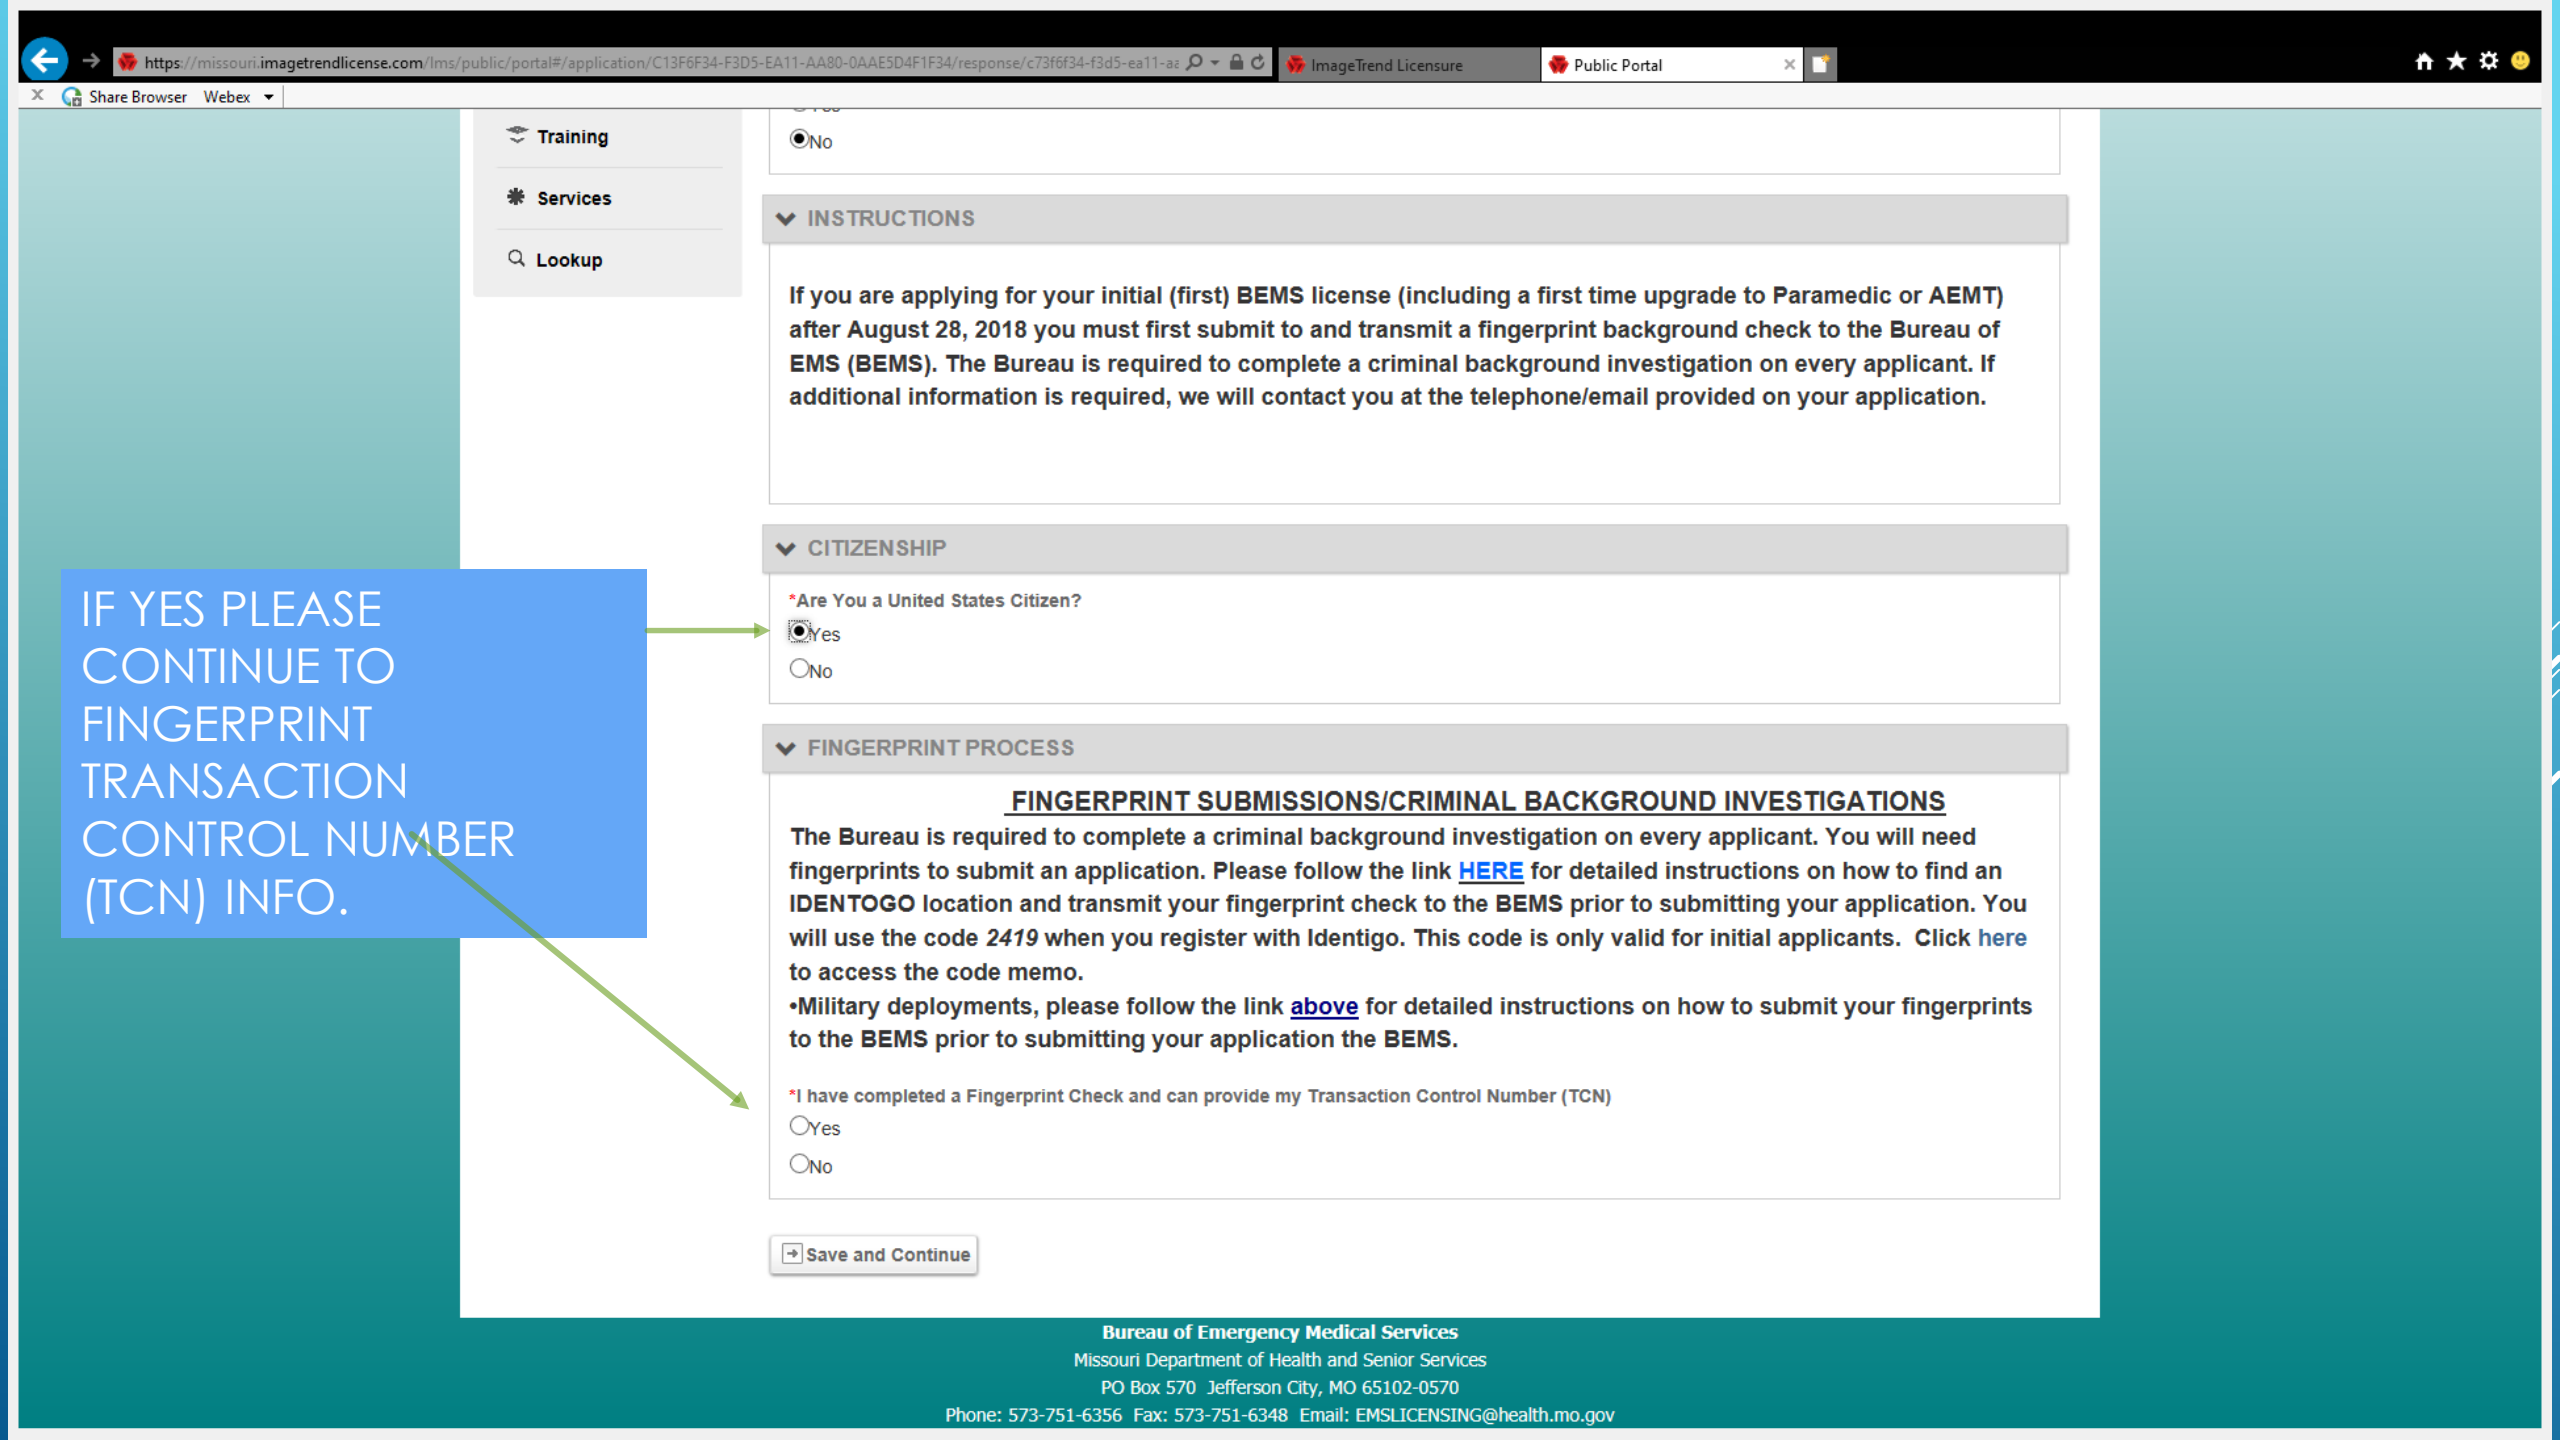 https://missouri.imagetrendlicense.com/lms/public/portal#/application/C13F6F34-F3D5-EA11-AA80-0AAE5D4F1F34/response/c73f6f34-f3d5-ea11-aa
ImageTrend Licensure
Public Portal
Share Browser Webex
Training
Services
Lookup
No
INSTRUCTIONS
If you are applying for your initial (first) BEMS license (including a first time upgrade to Paramedic or AEMT)
after August 28, 2018 you must first submit to and transmit a fingerprint background check to the Bureau of
EMS (BEMS). The Bureau is required to complete a criminal background investigation on every applicant. If
additional information is required, we will contact you at the telephone/email provided on your application.
CITIZENSHIP
*Are You a United States Citizen?
Yes
No
IF YES PLEASE
CONTINUE TO
FINGERPRINT
TRANSACTION
CONTROL NUMBER
(TCN) INFO.
FINGERPRINT PROCESS
FINGERPRINT SUBMISSIONS/CRIMINAL BACKGROUND INVESTIGATIONS
The Bureau is required to complete a criminal background investigation on every applicant. You will need
fingerprints to submit an application. Please follow the link HERE for detailed instructions on how to find an
IDENTOGO location and transmit your fingerprint check to the BEMS prior to submitting your application. You
will use the code 2419 when you register with Identigo. This code is only valid for initial applicants. Click here
to access the code memo.
•Military deployments, please follow the link above for detailed instructions on how to submit your fingerprints
to the BEMS prior to submitting your application the BEMS.
*I have completed a Fingerprint Check and can provide my Transaction Control Number (TCN)
Yes
No
Save and Continue
Bureau of Emergency Medical Services
Missouri Department of Health and Senior Services
PO Box 570 Jefferson City, MO 65102-0570
Phone: 573-751-6356 Fax: 573-751-6348 Email: EMSLICENSING@health.mo.gov